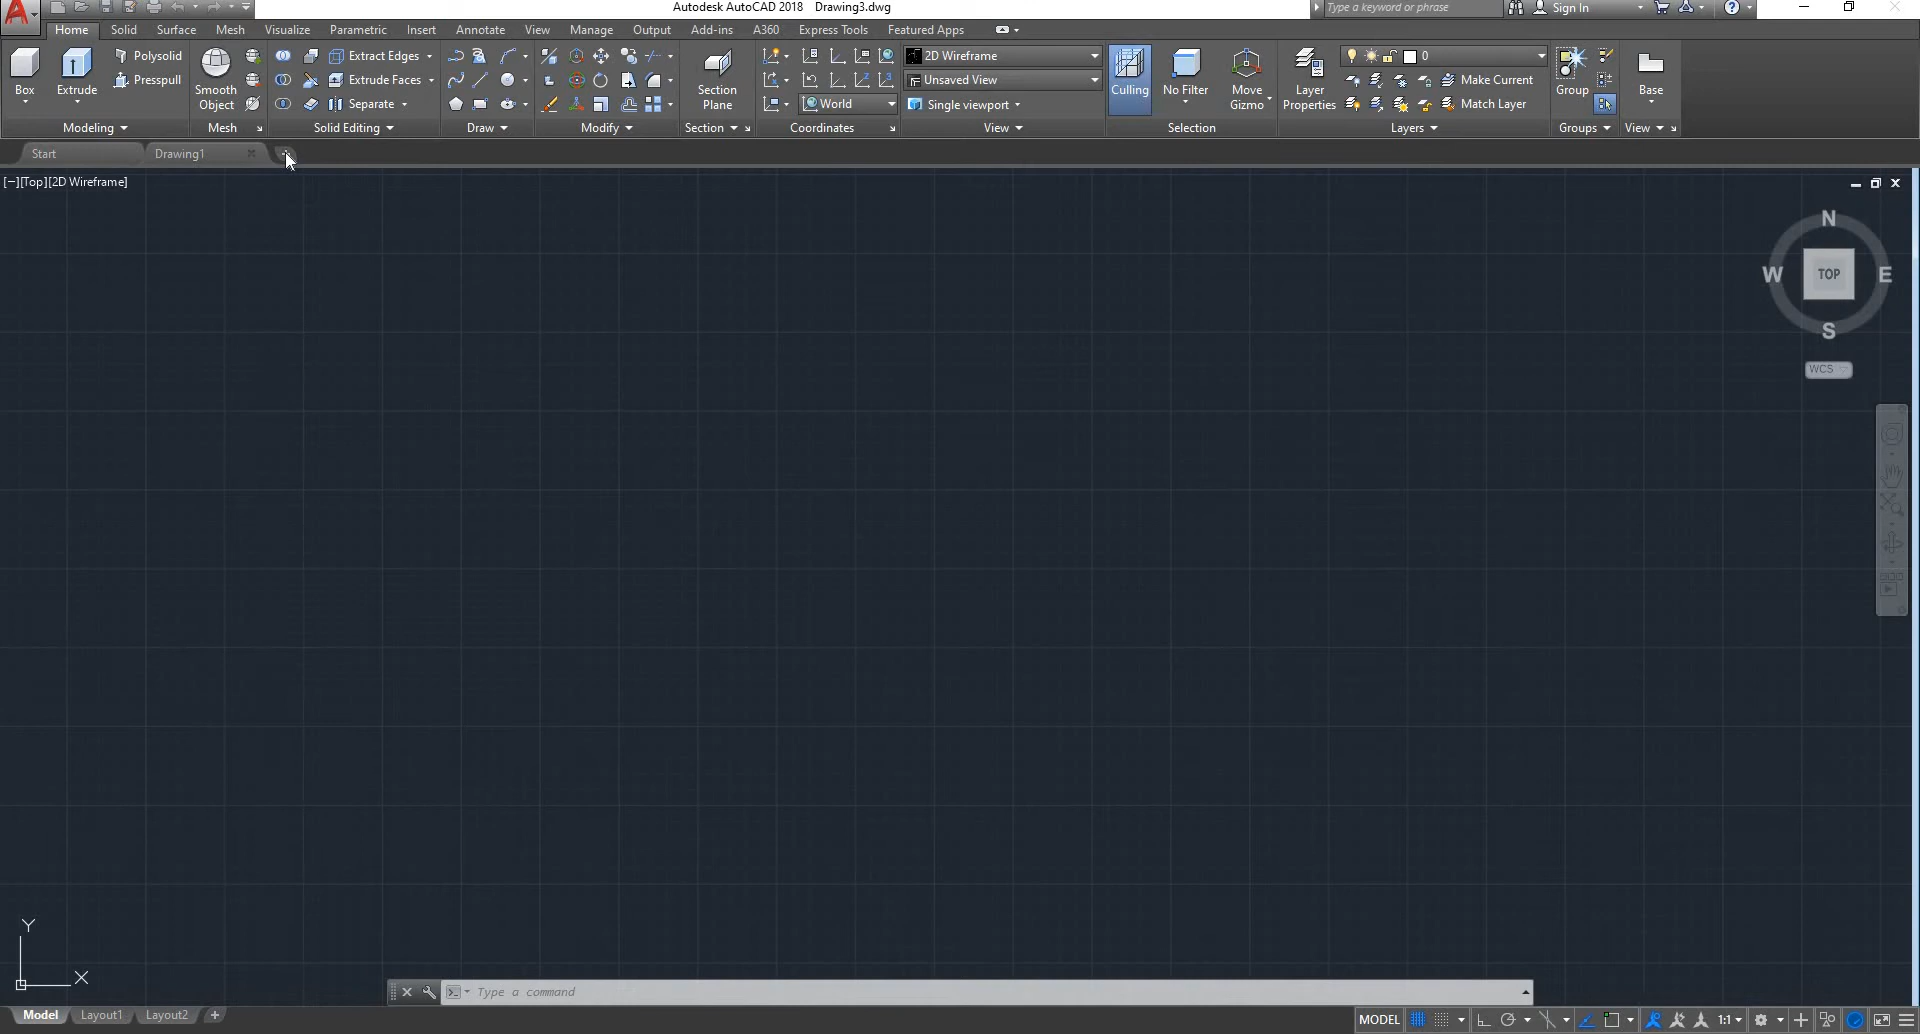 Autodesk AutoCAD 2018 Drawing3.dwg
Type a keyword or phrase
Sign In
Home Solid Surface Mesh Visualize Parametric Insert Annotate View Manage Output Add-ins A360 Express Tools Featured Apps
Box
Extrude
Polysolid
Presspull
Modeling
Smooth
Object
Mesh
Extract Edges
Extrude Faces
Separate
Solid Editing
Draw
Modify
Section
Plane
Section
World
Coordinates
2D Wireframe
Unsaved View
Single viewport
View
Culling
No Filter
Move
Gizmo
Selection
Layer
Properties
0
Make Current
Match Layer
Layers
Group
Groups
Base
View
Start
Drawing1
[−][Top][2D Wireframe]
N
W TOP E
S
WCS
Y
X
Type a command
Model Layout1 Layout2
MODEL
1:1